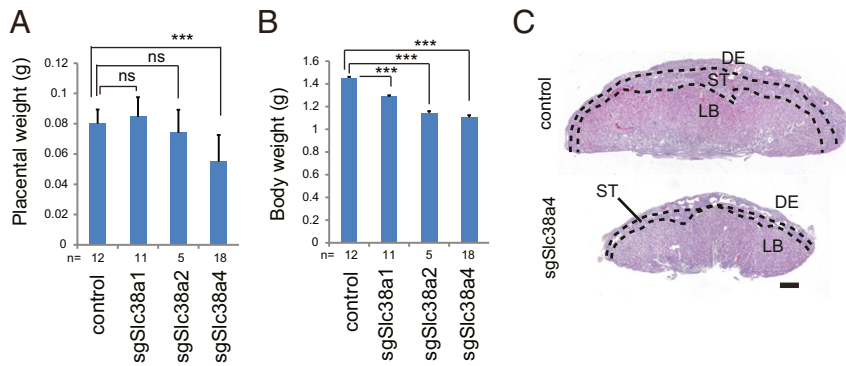 A
Placental weight (g)
0.12
0.1
0.08
0.06
0.04
0.02
0
***
ns
ns
n= 12 11 5 18
control
sgSlc38a1
sgSlc38a2
sgSlc38a4
B
Body weight (g)
1.6
1.4
1.2
1
0.8
0.6
0.4
0.2
0
***
***
***
n= 12 11 5 18
control
sgSlc38a1
sgSlc38a2
sgSlc38a4
C
control
DE
ST
LB
sgSlc38a4
ST
DE
LB